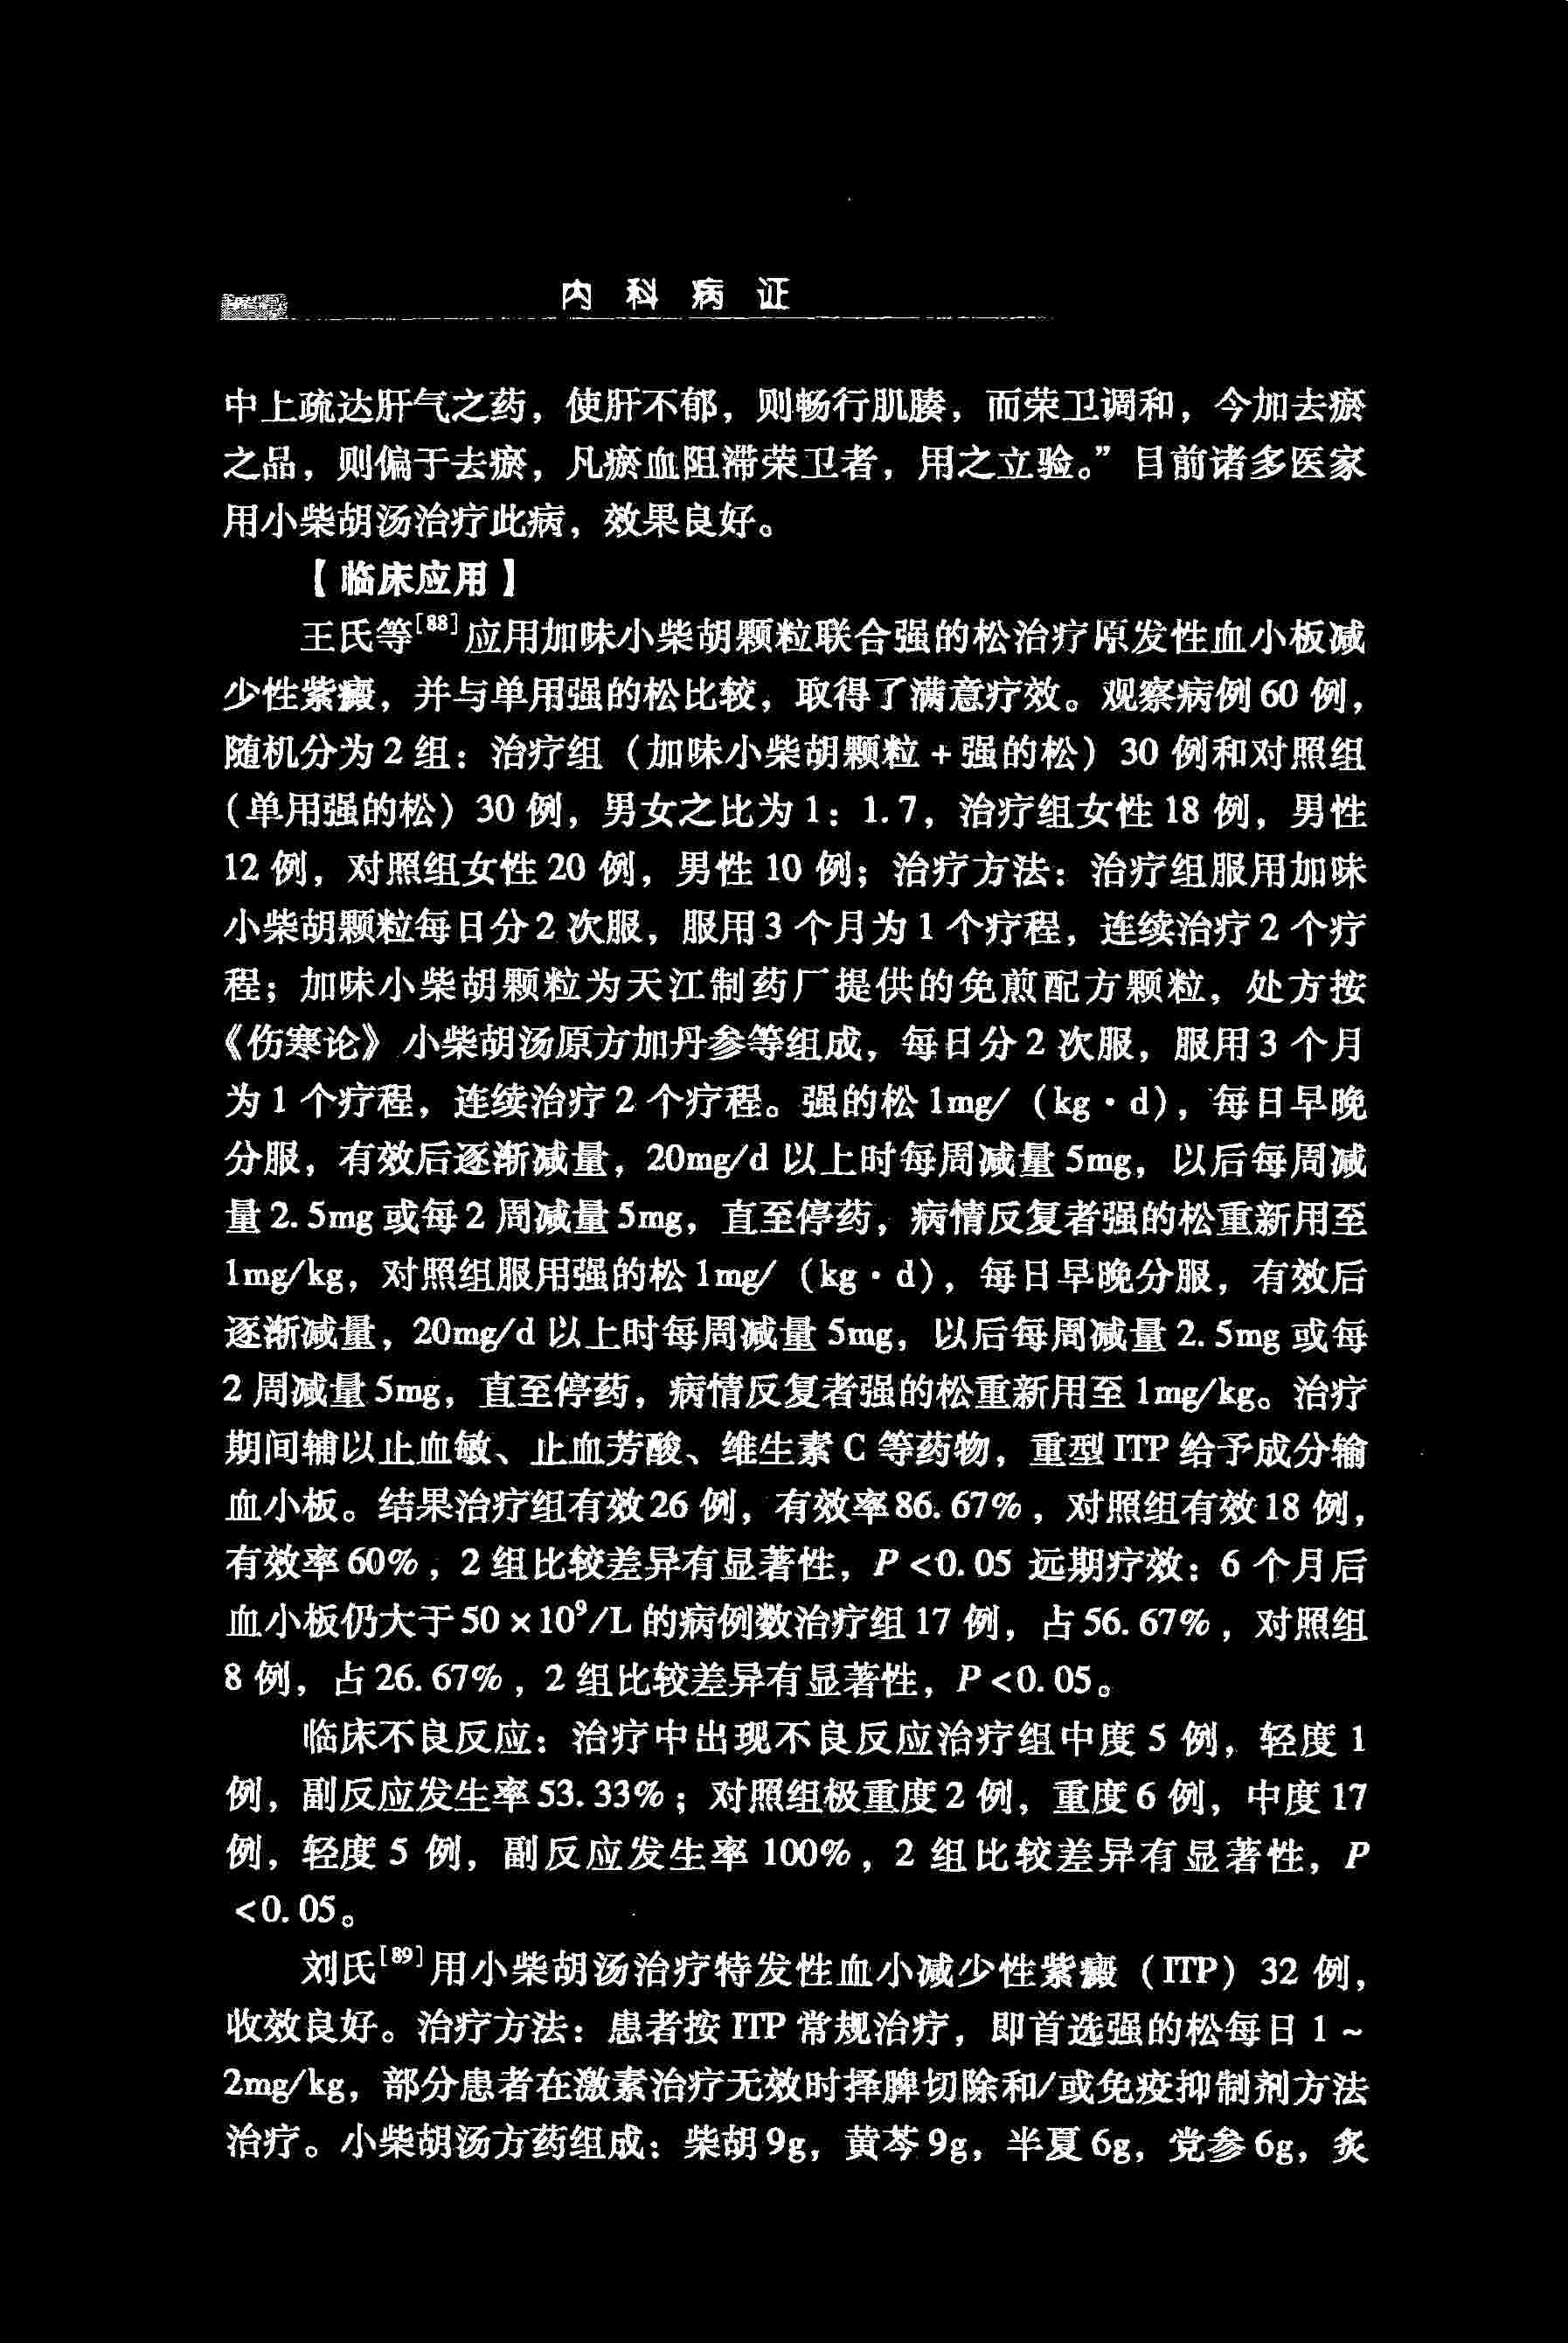 内科病证
中上疏达肝气之药，使肝不郁，则畅行肌腠，而荣卫调和，今加去瘀
之品，则偏于去瘀，凡瘀血阻滞荣卫者，用之立验。”目前诸多医家
用小柴胡汤治疗此病，效果良好。
【临床应用】
王氏等[88]应用加味小柴胡颗粒联合强的松治疗原发性血小板减
少性紫癜，并与单用强的松比较，取得了满意疗效。观察病例60例，
随机分为2组：治疗组（加味小柴胡颗粒+强的松）30例和对照组
（单用强的松）30例，男女之比为1：1.7，治疗组女性18例，男性
12例，对照组女性20例，男性10例；治疗方法：治疗组服用加味
小柴胡颗粒每日分2次服，服用3个月为1个疗程，连续治疗2个疗
程；加味小柴胡颗粒为天江制药厂提供的免煎配方颗粒，处方按
《伤寒论》小柴胡汤原方加丹参等组成，每日分2次服，服用3个月
为1个疗程，连续治疗2个疗程。强的松1mg/（kg·d），每日早晚
分服，有效后逐渐减量，20mg/d以上时每周减量5mg，以后每周减
量2.5mg或每2周减量5mg，直至停药，病情反复者强的松重新用至
1mg/kg，对照组服用强的松1mg/（kg·d），每日早晚分服，有效后
逐渐减量，20mg/d以上时每周减量5mg，以后每周减量2.5mg或每
2周减量5mg，直至停药，病情反复者强的松重新用至1mg/kg。治疗
期间辅以止血敏、止血芳酸、维生素C等药物，重型ITP给予成分输
血小板。结果治疗组有效26例，有效率86.67%，对照组有效18例，
有效率60%，2组比较差异有显著性，P<0.05远期疗效：6个月后
血小板仍大于50×10⁹/L的病例数治疗组17例，占56.67%，对照组
8例，占26.67%，2组比较差异有显著性，P<0.05。
临床不良反应：治疗中出现不良反应治疗组中度5例，轻度1
例，副反应发生率53.33%；对照组极重度2例，重度6例，中度17
例，轻度5例，副反应发生率100%，2组比较差异有显著性，P
<0.05。
刘氏[89]用小柴胡汤治疗特发性血小减少性紫癜（ITP）32例，
收效良好。治疗方法：患者按ITP常规治疗，即首选强的松每日1~
2mg/kg，部分患者在激素治疗无效时择脾切除和/或免疫抑制剂方法
治疗。小柴胡汤方药组成：柴胡9g，黄芩9g，半夏6g，党参6g，炙